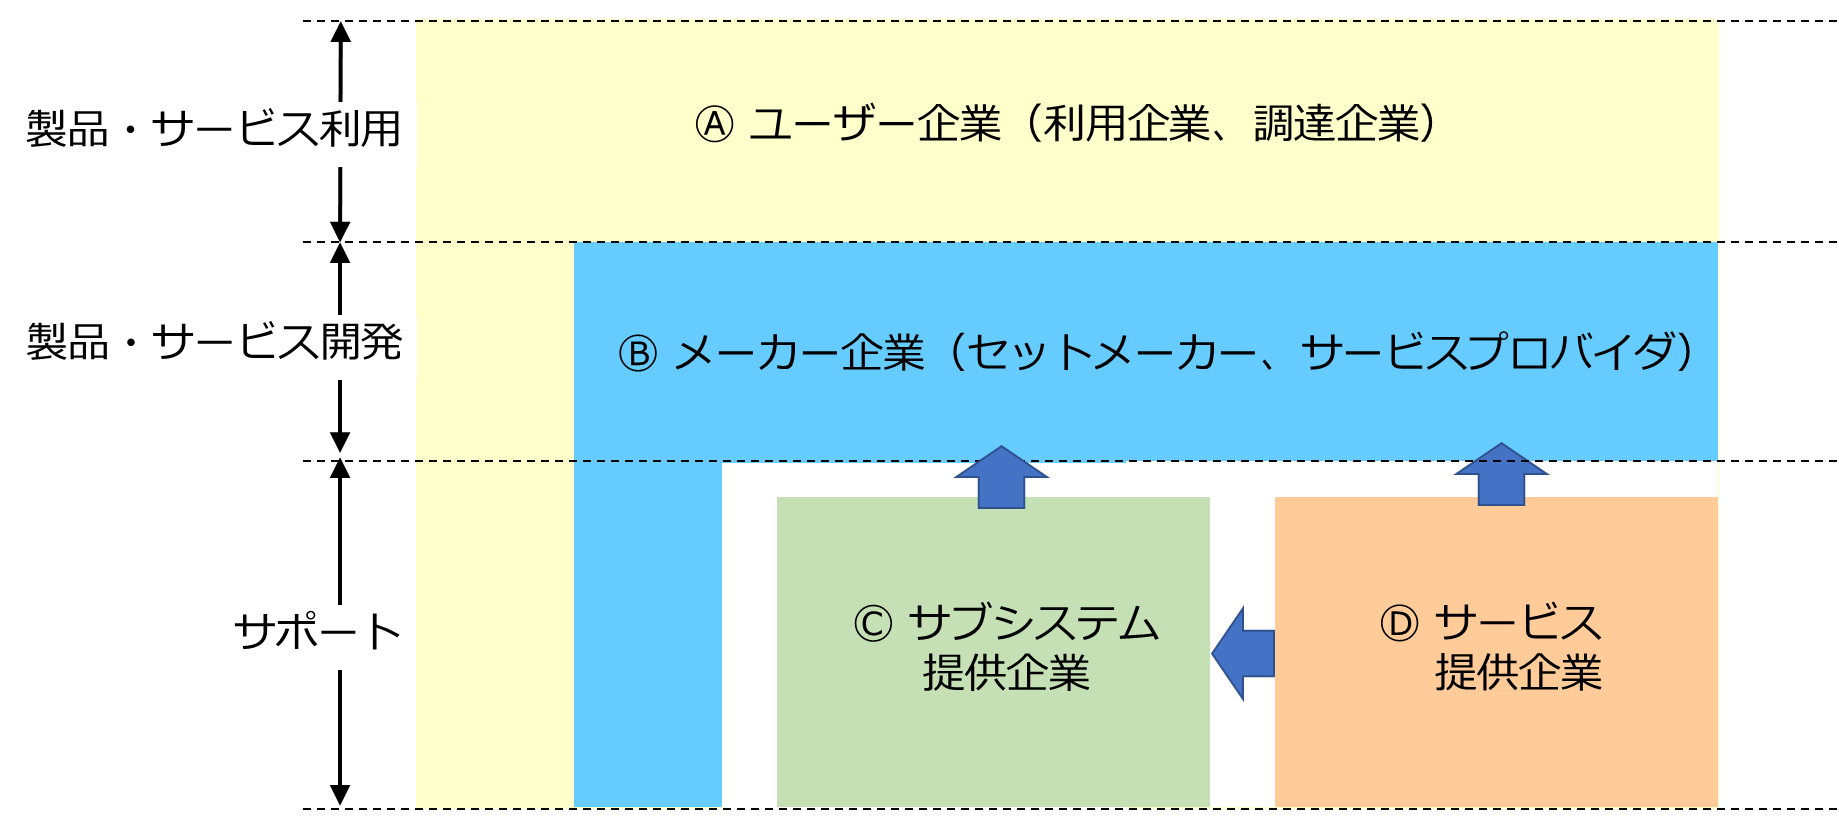 製品・サービス利用
Ⓐ ユーザー企業（利用企業、調達企業）
製品・サービス開発
Ⓑ メーカー企業（セットメーカー、サービスプロバイダ）
サポート
Ⓒ サブシステム
提供企業
Ⓓ サービス
提供企業